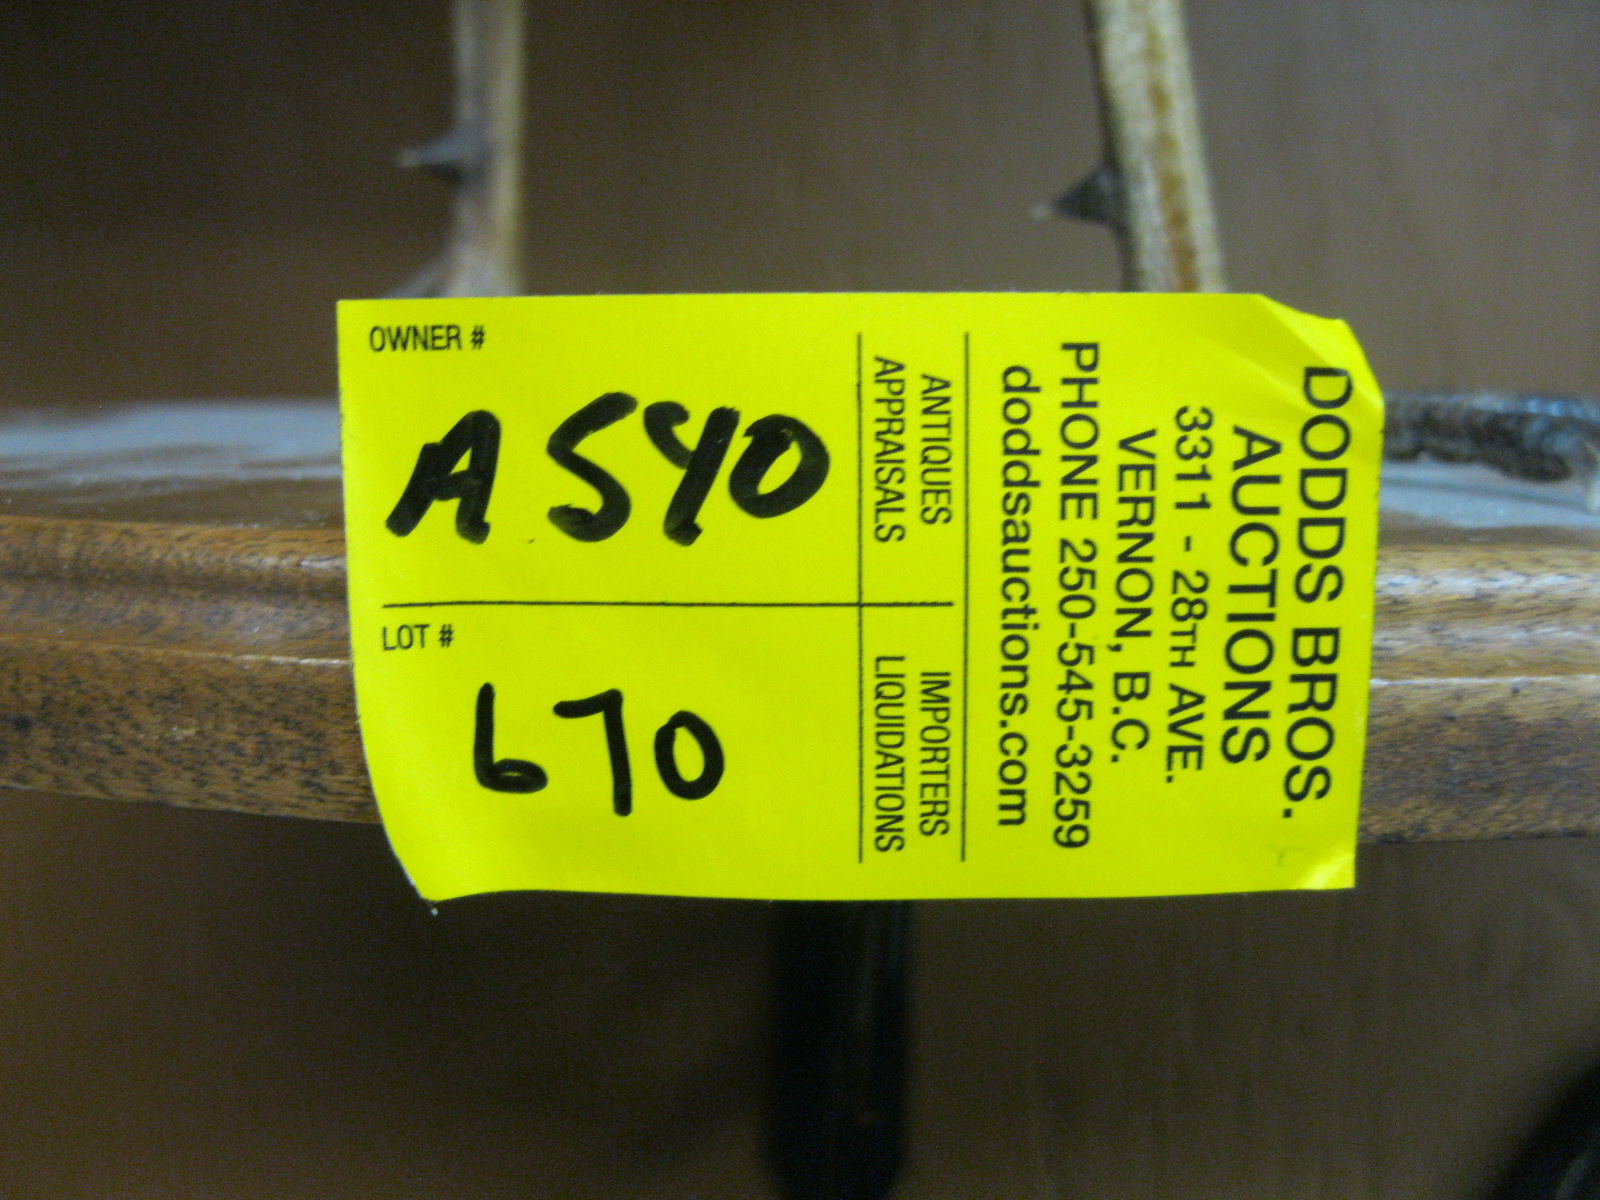 OWNER #
A 540
LOT #
670
ANTIQUES
APPRAISALS
IMPORTERS
LIQUIDATIONS
DODDS BROS.
AUCTIONS
3311 - 28TH AVE.
VERNON, B.C.
PHONE 250-545-3259
doddsauctions.com